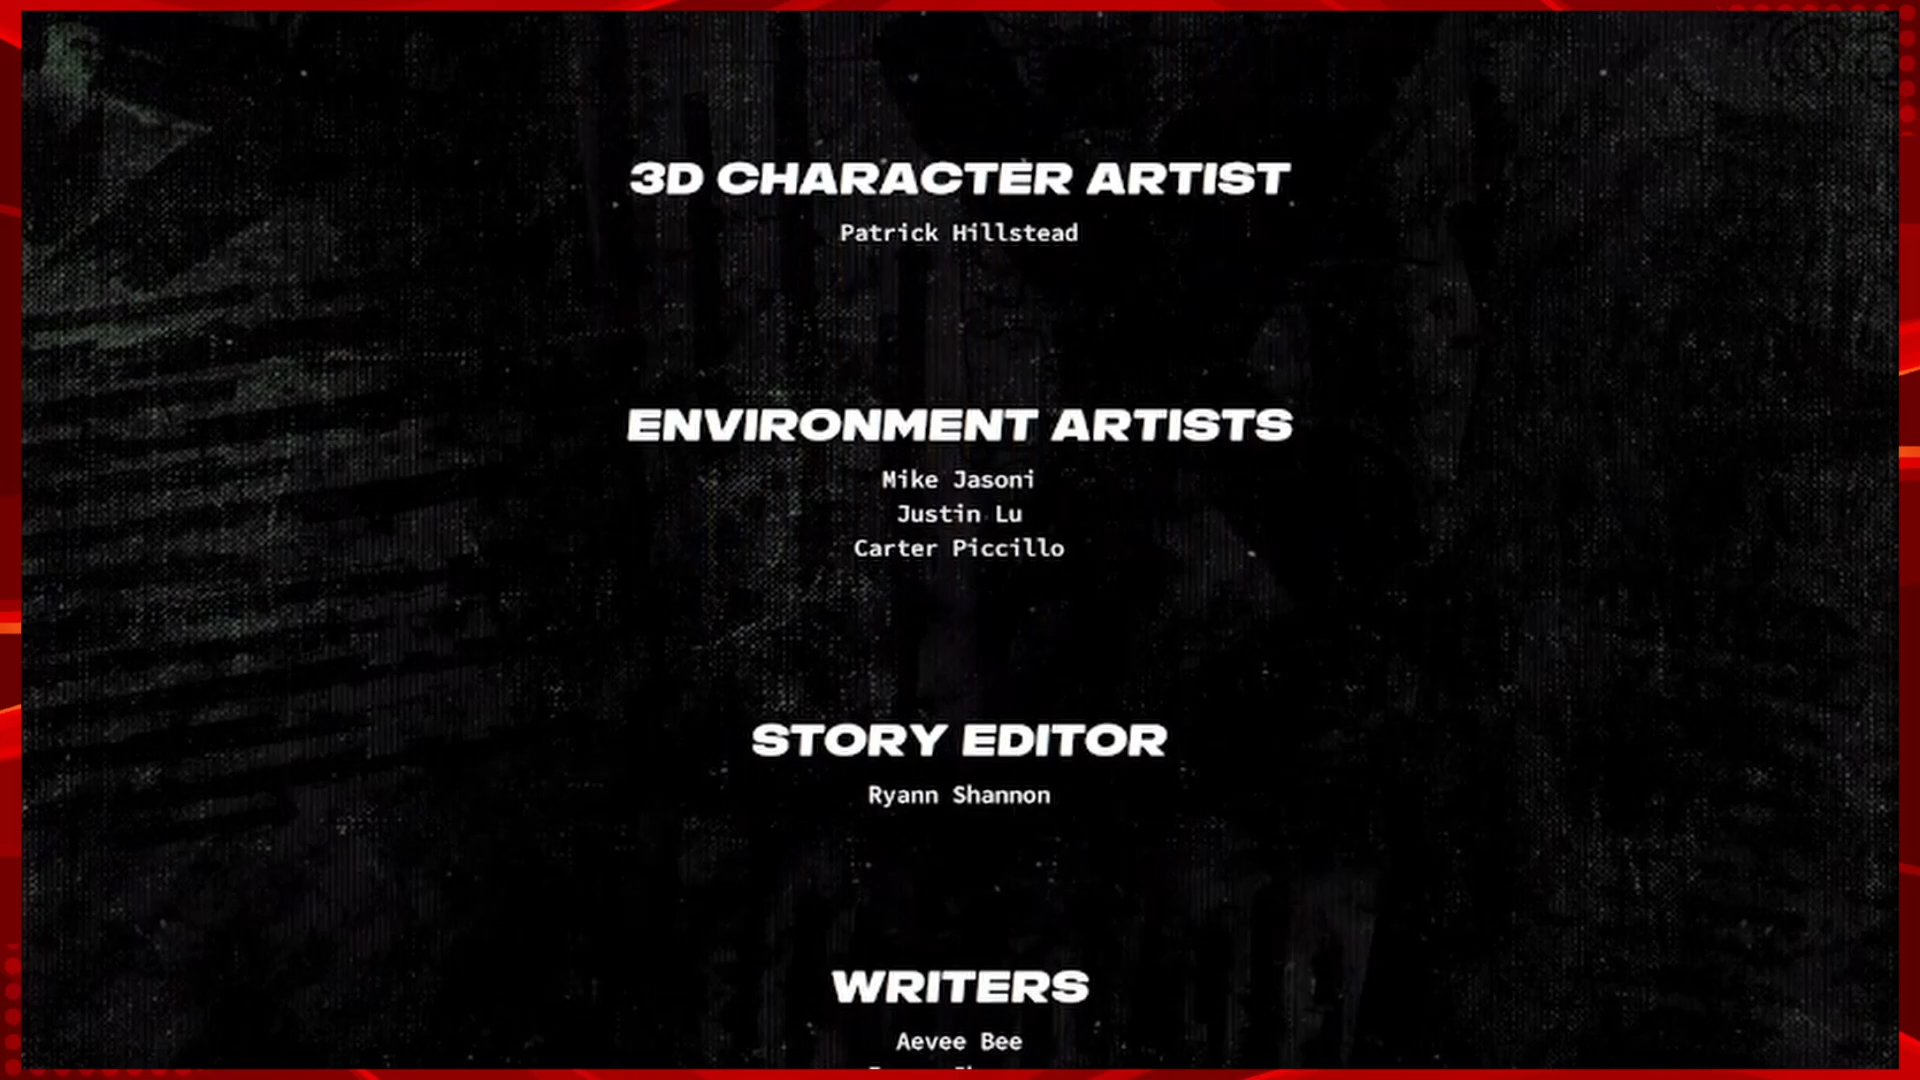 3D CHARACTER ARTIST
Patrick Hillstead
ENVIRONMENT ARTISTS
Mike Jasoni
Justin Lu
Carter Piccillo
STORY EDITOR
Ryann Shannon
WRITERS
Aevee Bee